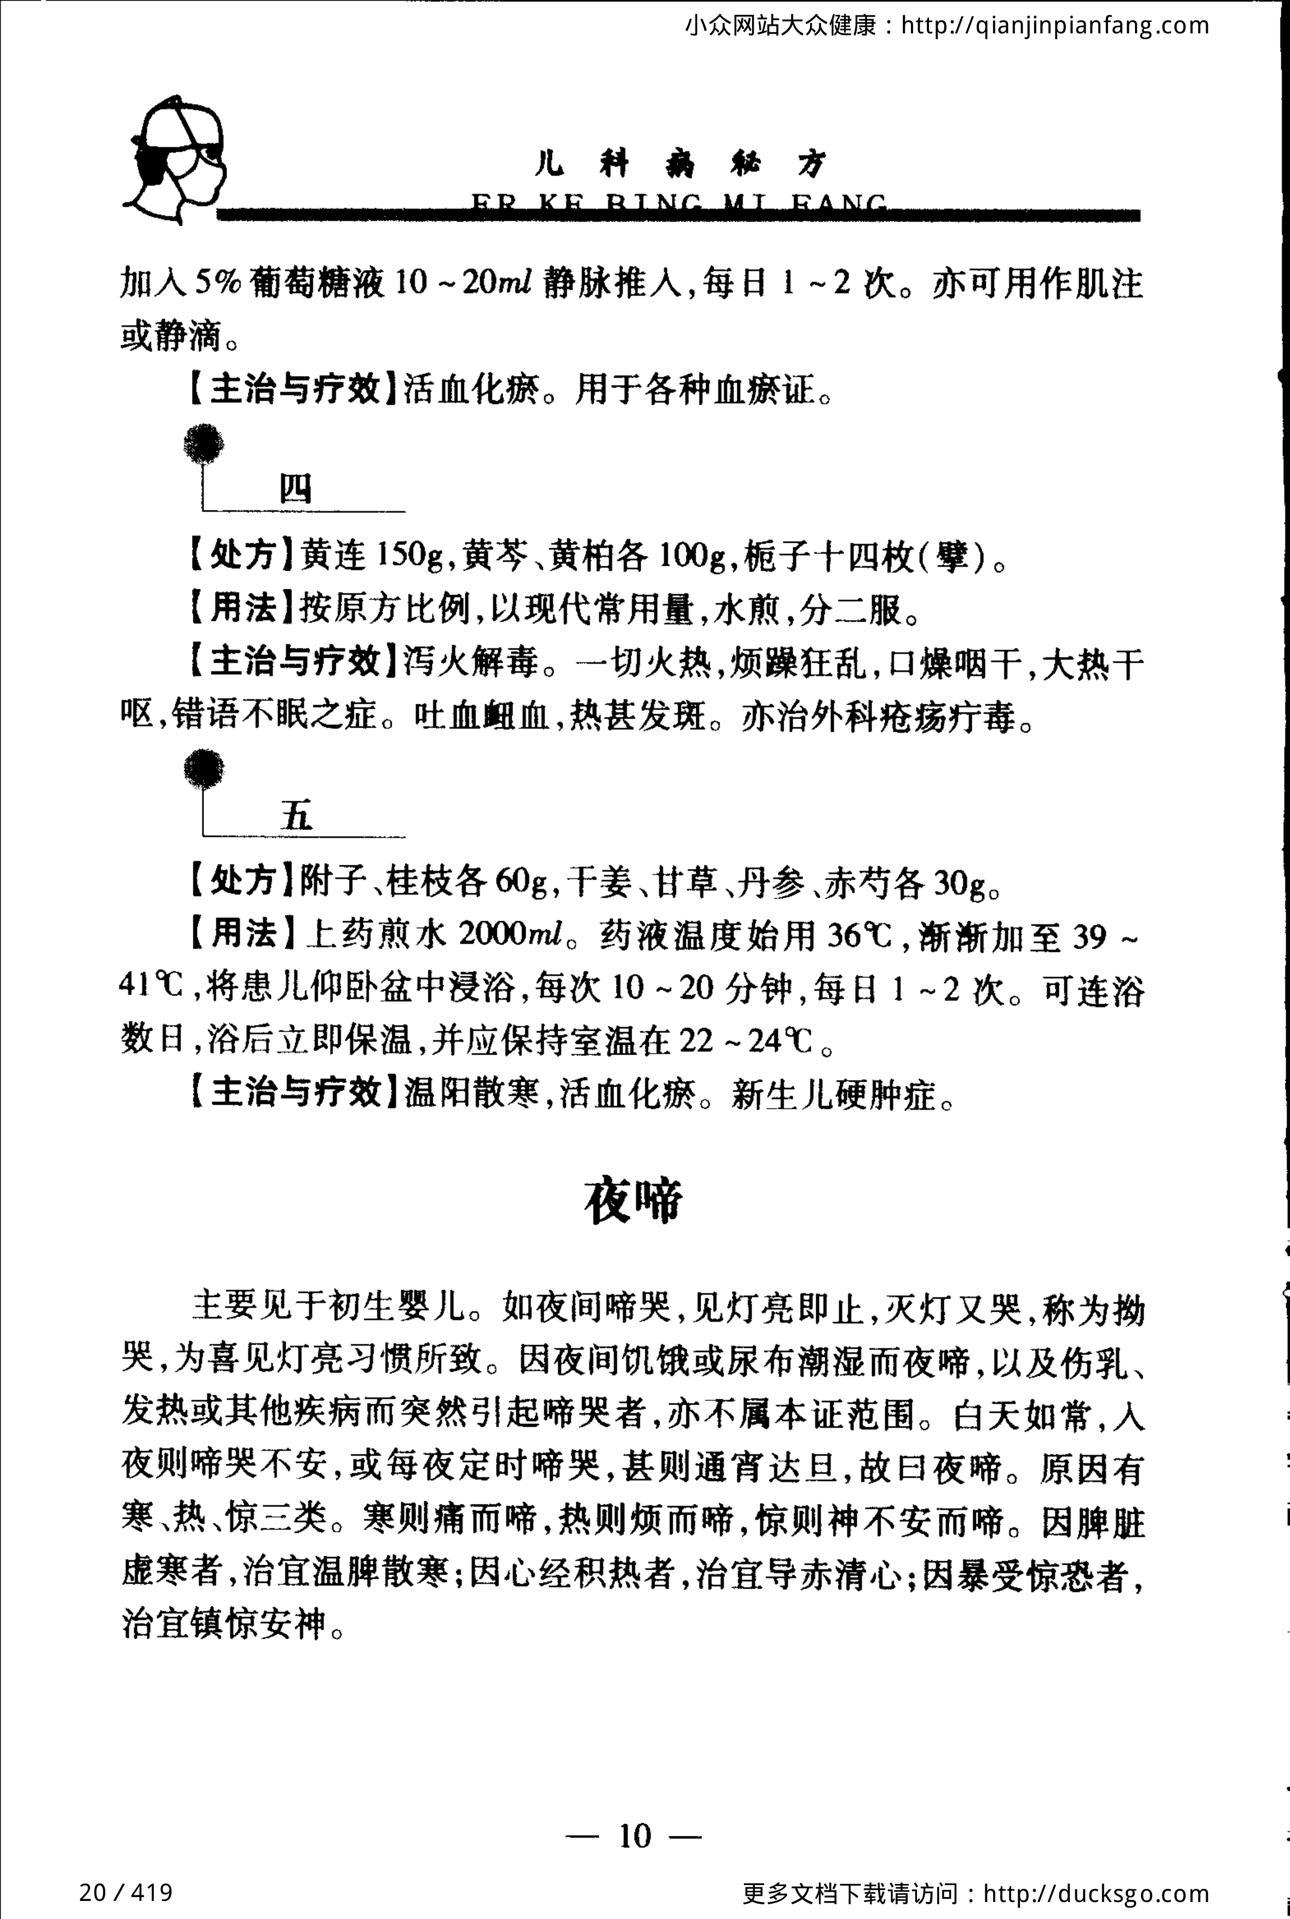 小众网站大众健康：http://qianjinpianfang.com
儿科病秘方
ER KE BING MI FANG
加入5%葡萄糖液10～20ml静脉推入，每日1～2次。亦可用作肌注
或静滴。
【主治与疗效】活血化瘀。用于各种血瘀证。
四
【处方】黄连150g，黄芩、黄柏各100g，栀子十四枚(擘)。
【用法】按原方比例，以现代常用量，水煎，分二服。
【主治与疗效】泻火解毒。一切火热，烦躁狂乱，口燥咽干，大热干
呕，错语不眠之症。吐血衄血，热甚发斑。亦治外科疮疡疔毒。
五
【处方】附子、桂枝各60g，干姜、甘草、丹参、赤芍各30g。
【用法】上药煎水2000ml。药液温度始用36℃，渐渐加至39～
41℃，将患儿仰卧盆中浸浴，每次10～20分钟，每日1～2次。可连浴
数日，浴后立即保温，并应保持室温在22～24℃。
【主治与疗效】温阳散寒，活血化瘀。新生儿硬肿症。
夜啼
主要见于初生婴儿。如夜间啼哭，见灯亮即止，灭灯又哭，称为拗
哭，为喜见灯亮习惯所致。因夜间饥饿或尿布潮湿而夜啼，以及伤乳、
发热或其他疾病而突然引起啼哭者，亦不属本证范围。白天如常，入
夜则啼哭不安，或每夜定时啼哭，甚则通宵达旦，故曰夜啼。原因有
寒、热、惊三类。寒则痛而啼，热则烦而啼，惊则神不安而啼。因脾脏
虚寒者，治宜温脾散寒；因心经积热者，治宜导赤清心；因暴受惊恐者，
治宜镇惊安神。
— 10 —
20 / 419
更多文档下载请访问：http://ducksgo.com